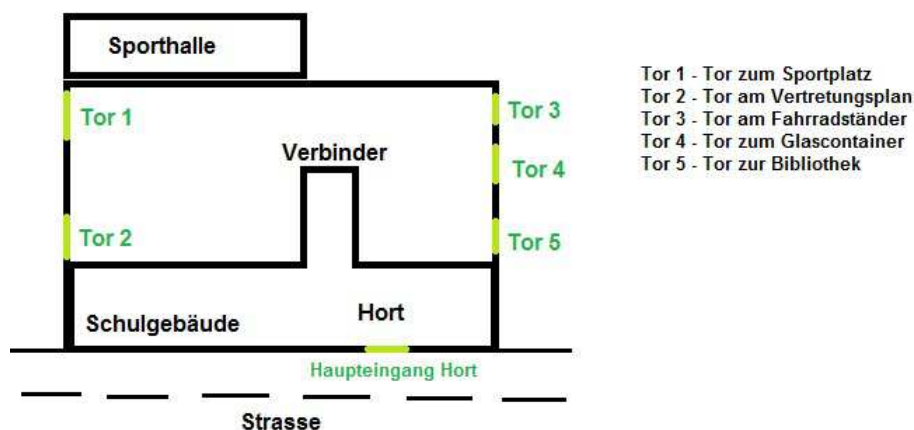 Sporthalle
Tor 1
Verbinder
Tor 3
Tor 4
Tor 2
Tor 5
Schulgebäude
Hort
Haupteingang Hort
Strasse
Tor 1 - Tor zum Sportplatz
Tor 2 - Tor am Vertretungsplan
Tor 3 - Tor am Fahrradständer
Tor 4 - Tor zum Glascontainer
Tor 5 - Tor zur Bibliothek